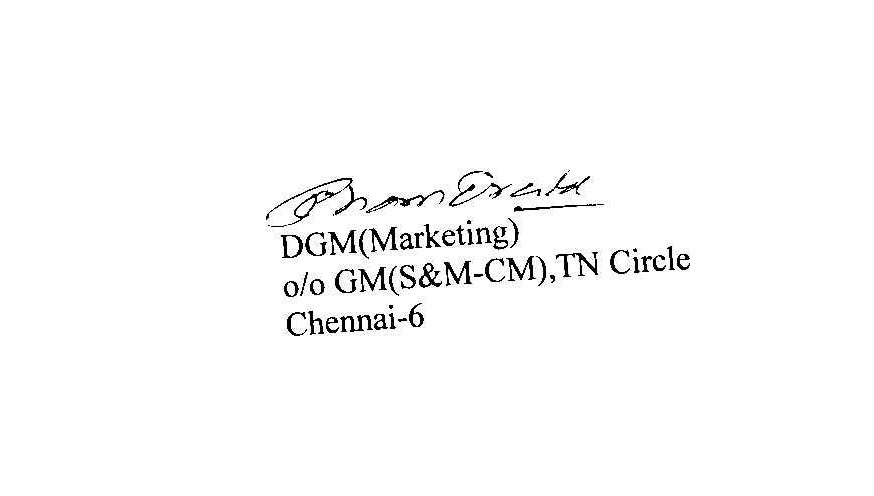 DGM(Marketing)
o/o GM(S&M-CM),TN Circle
Chennai-6